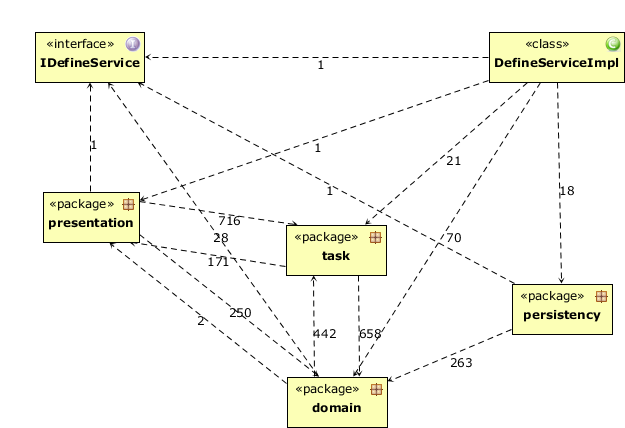 «interface» I
IDefineService
«class» C
DefineServiceImpl
1
1
1
21
1
18
«package»
presentation
716
28
70
«package»
task
171
«package»
persistency
2
250
442
658
263
«package»
domain